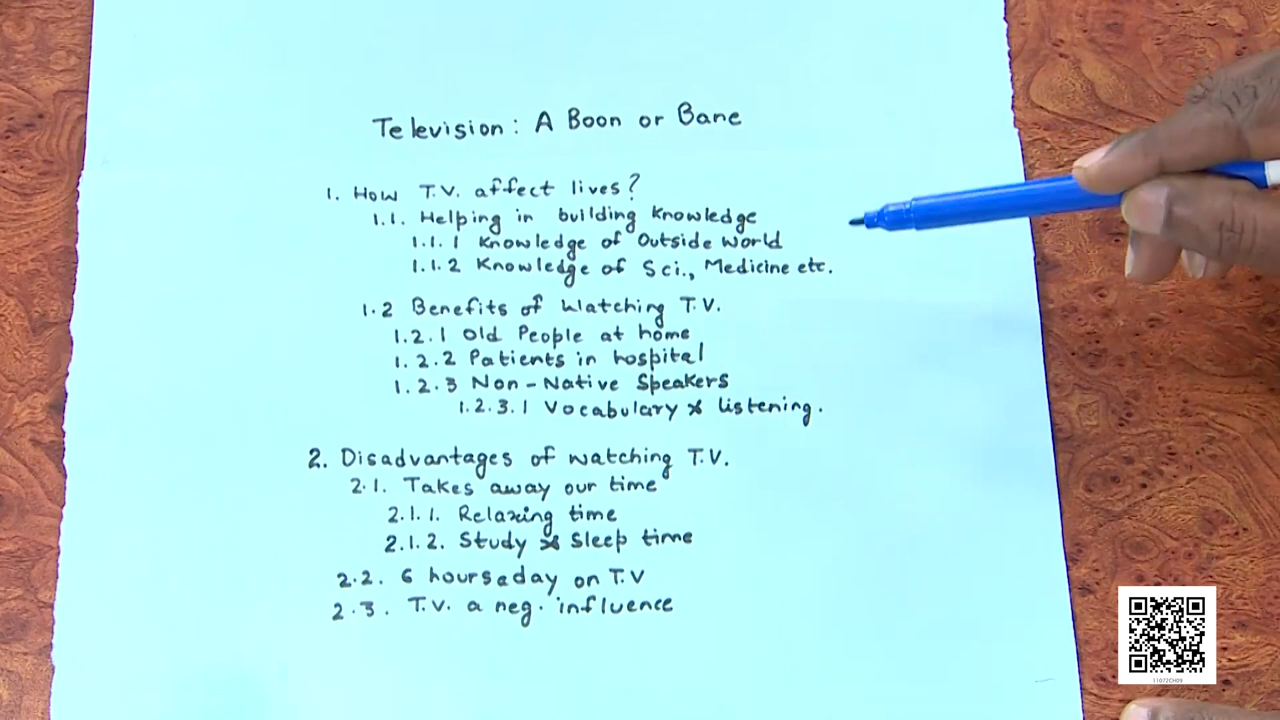 Television: A Boon or Bane
1. How T.V. affect lives?
1.1. Helping in building Knowledge
1.1.1 Knowledge of Outside World
1.1.2 Knowledge of Sci., Medicine etc.
1.2 Benefits of Watching T.V.
1.2.1 Old People at home
1.2.2 Patients in hospital
1.2.3 Non-Native Speakers
1.2.3.1 Vocabulary & listening.
2. Disadvantages of watching T.V.
2.1. Takes away our time
2.1.1. Relaxing time
2.1.2. Study & Sleep time
2.2. 6 hours a day on T.V
2.3. T.V. a neg. influence
11072CH09